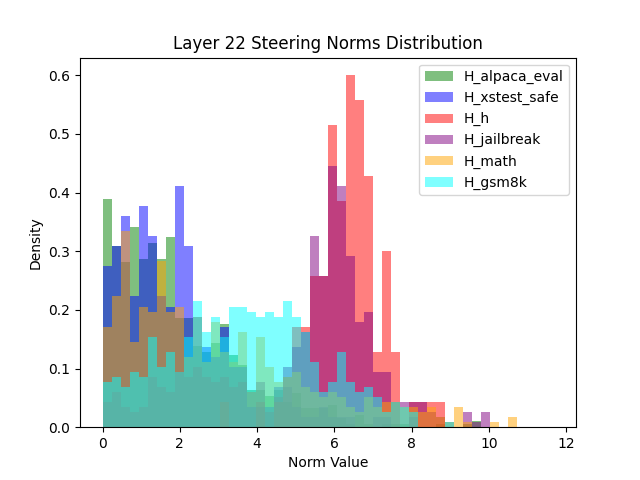 Layer 22 Steering Norms Distribution
H_alpaca_eval
H_xstest_safe
H_h
H_jailbreak
H_math
H_gsm8k
Density
0.6
0.5
0.4
0.3
0.2
0.1
0.0
0 2 4 6 8 10 12
Norm Value